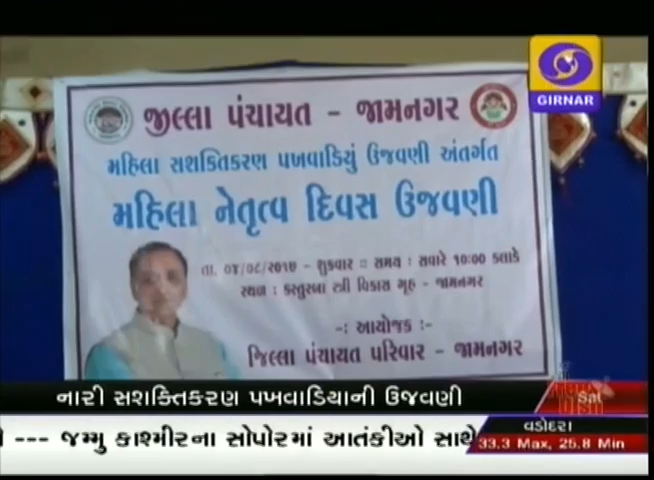 જીલ્લા પંચાયત - જામનગર
મહિલા સશક્તિકરણ પખવાડિયું ઉજવણી અંતર્ગત
મહિલા નેતૃત્વ દિવસ ઉજવણી
તા. ૦૪/૦૮/૨૦૧૭ - શુક્રવાર સમય : સવારે ૧૦:૦૦ કલાકે
સ્થળ : કસ્તુરબા સ્ત્રી વિકાસ ગૃહ - જામનગર
-: આયોજક :-
જિલ્લા પંચાયત પરિવાર - જામનગર
GIRNAR
નારી સશક્તિકરણ પખવાડિયાની ઉજવણી
Sat
વડોદરા
--- જમ્મુ કાશ્મીરના સોપોરમાં આતંકીઓ સાથે
33.3 Max, 25.8 Min